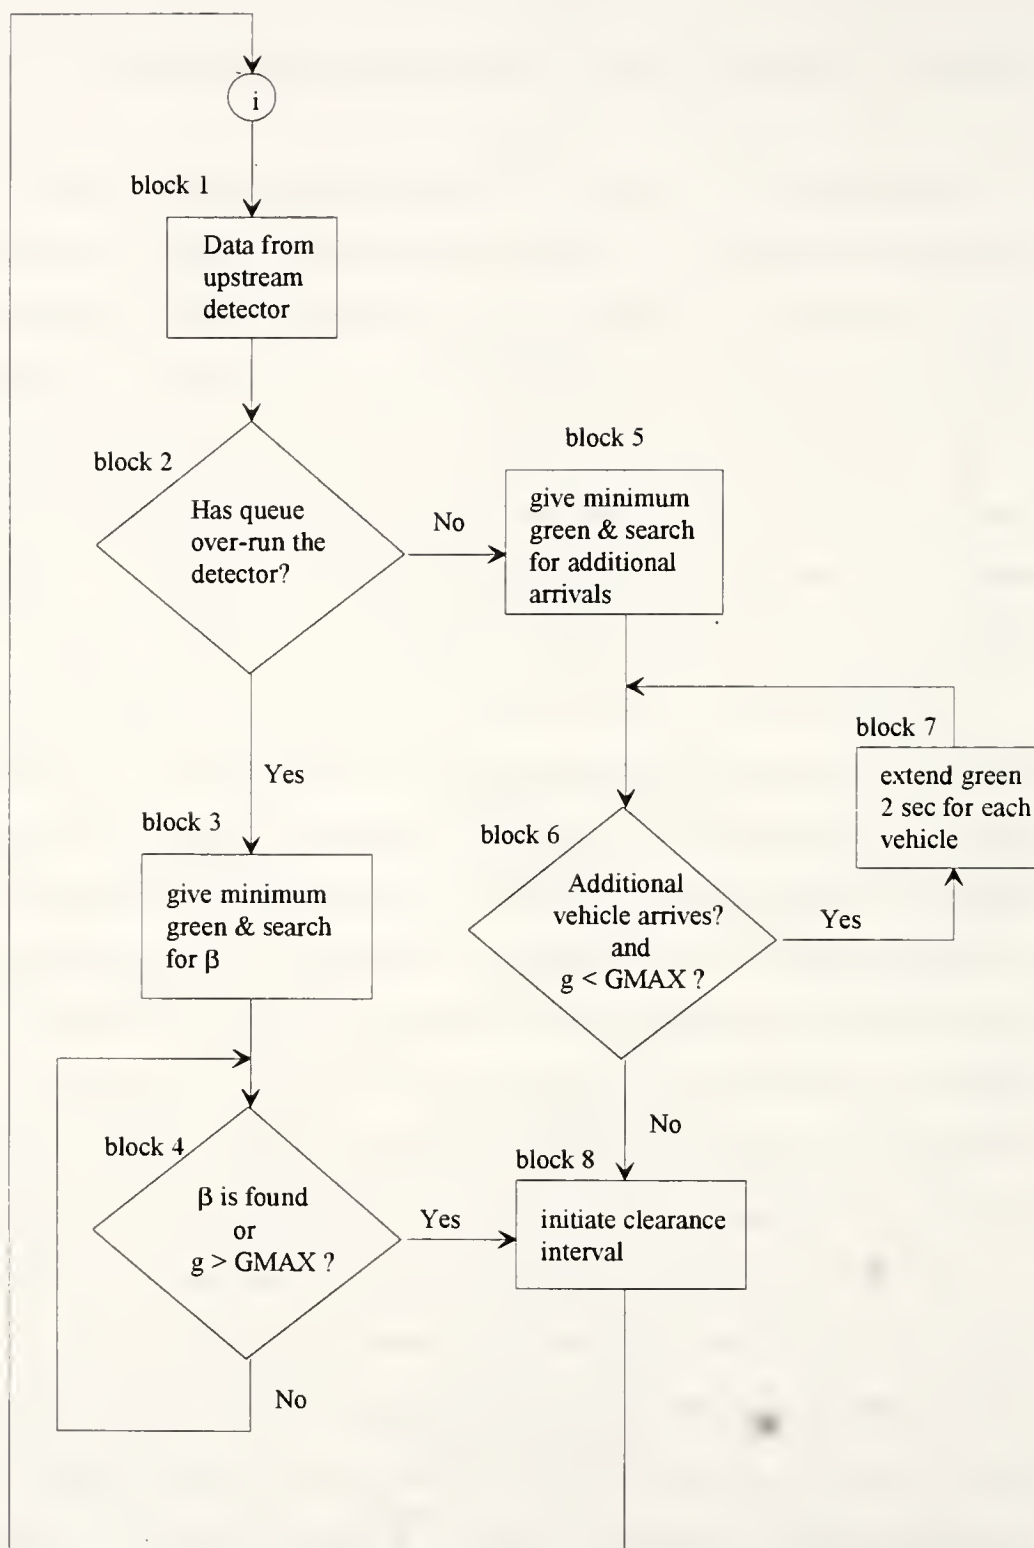 i
block 1
Data from
upstream
detector
block 2
Has queue
over-run the
detector?
No
block 5
give minimum
green & search
for additional
arrivals
Yes
block 7
extend green
2 sec for each
vehicle
block 3
give minimum
green & search
for β
block 6
Additional
vehicle arrives?
and
g < GMAX ?
Yes
No
block 4
β is found
or
g > GMAX ?
Yes
No
block 8
initiate clearance
interval